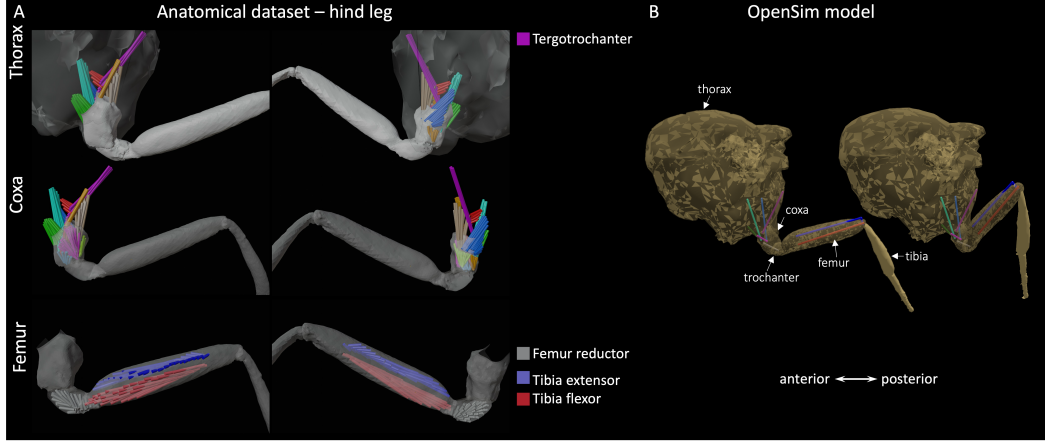 A
Anatomical dataset – hind leg
B
OpenSim model
Thorax
Tergotrochanter
thorax
Coxa
coxa
trochanter
femur
tibia
Femur
Femur reductor
Tibia extensor
Tibia flexor
anterior
posterior